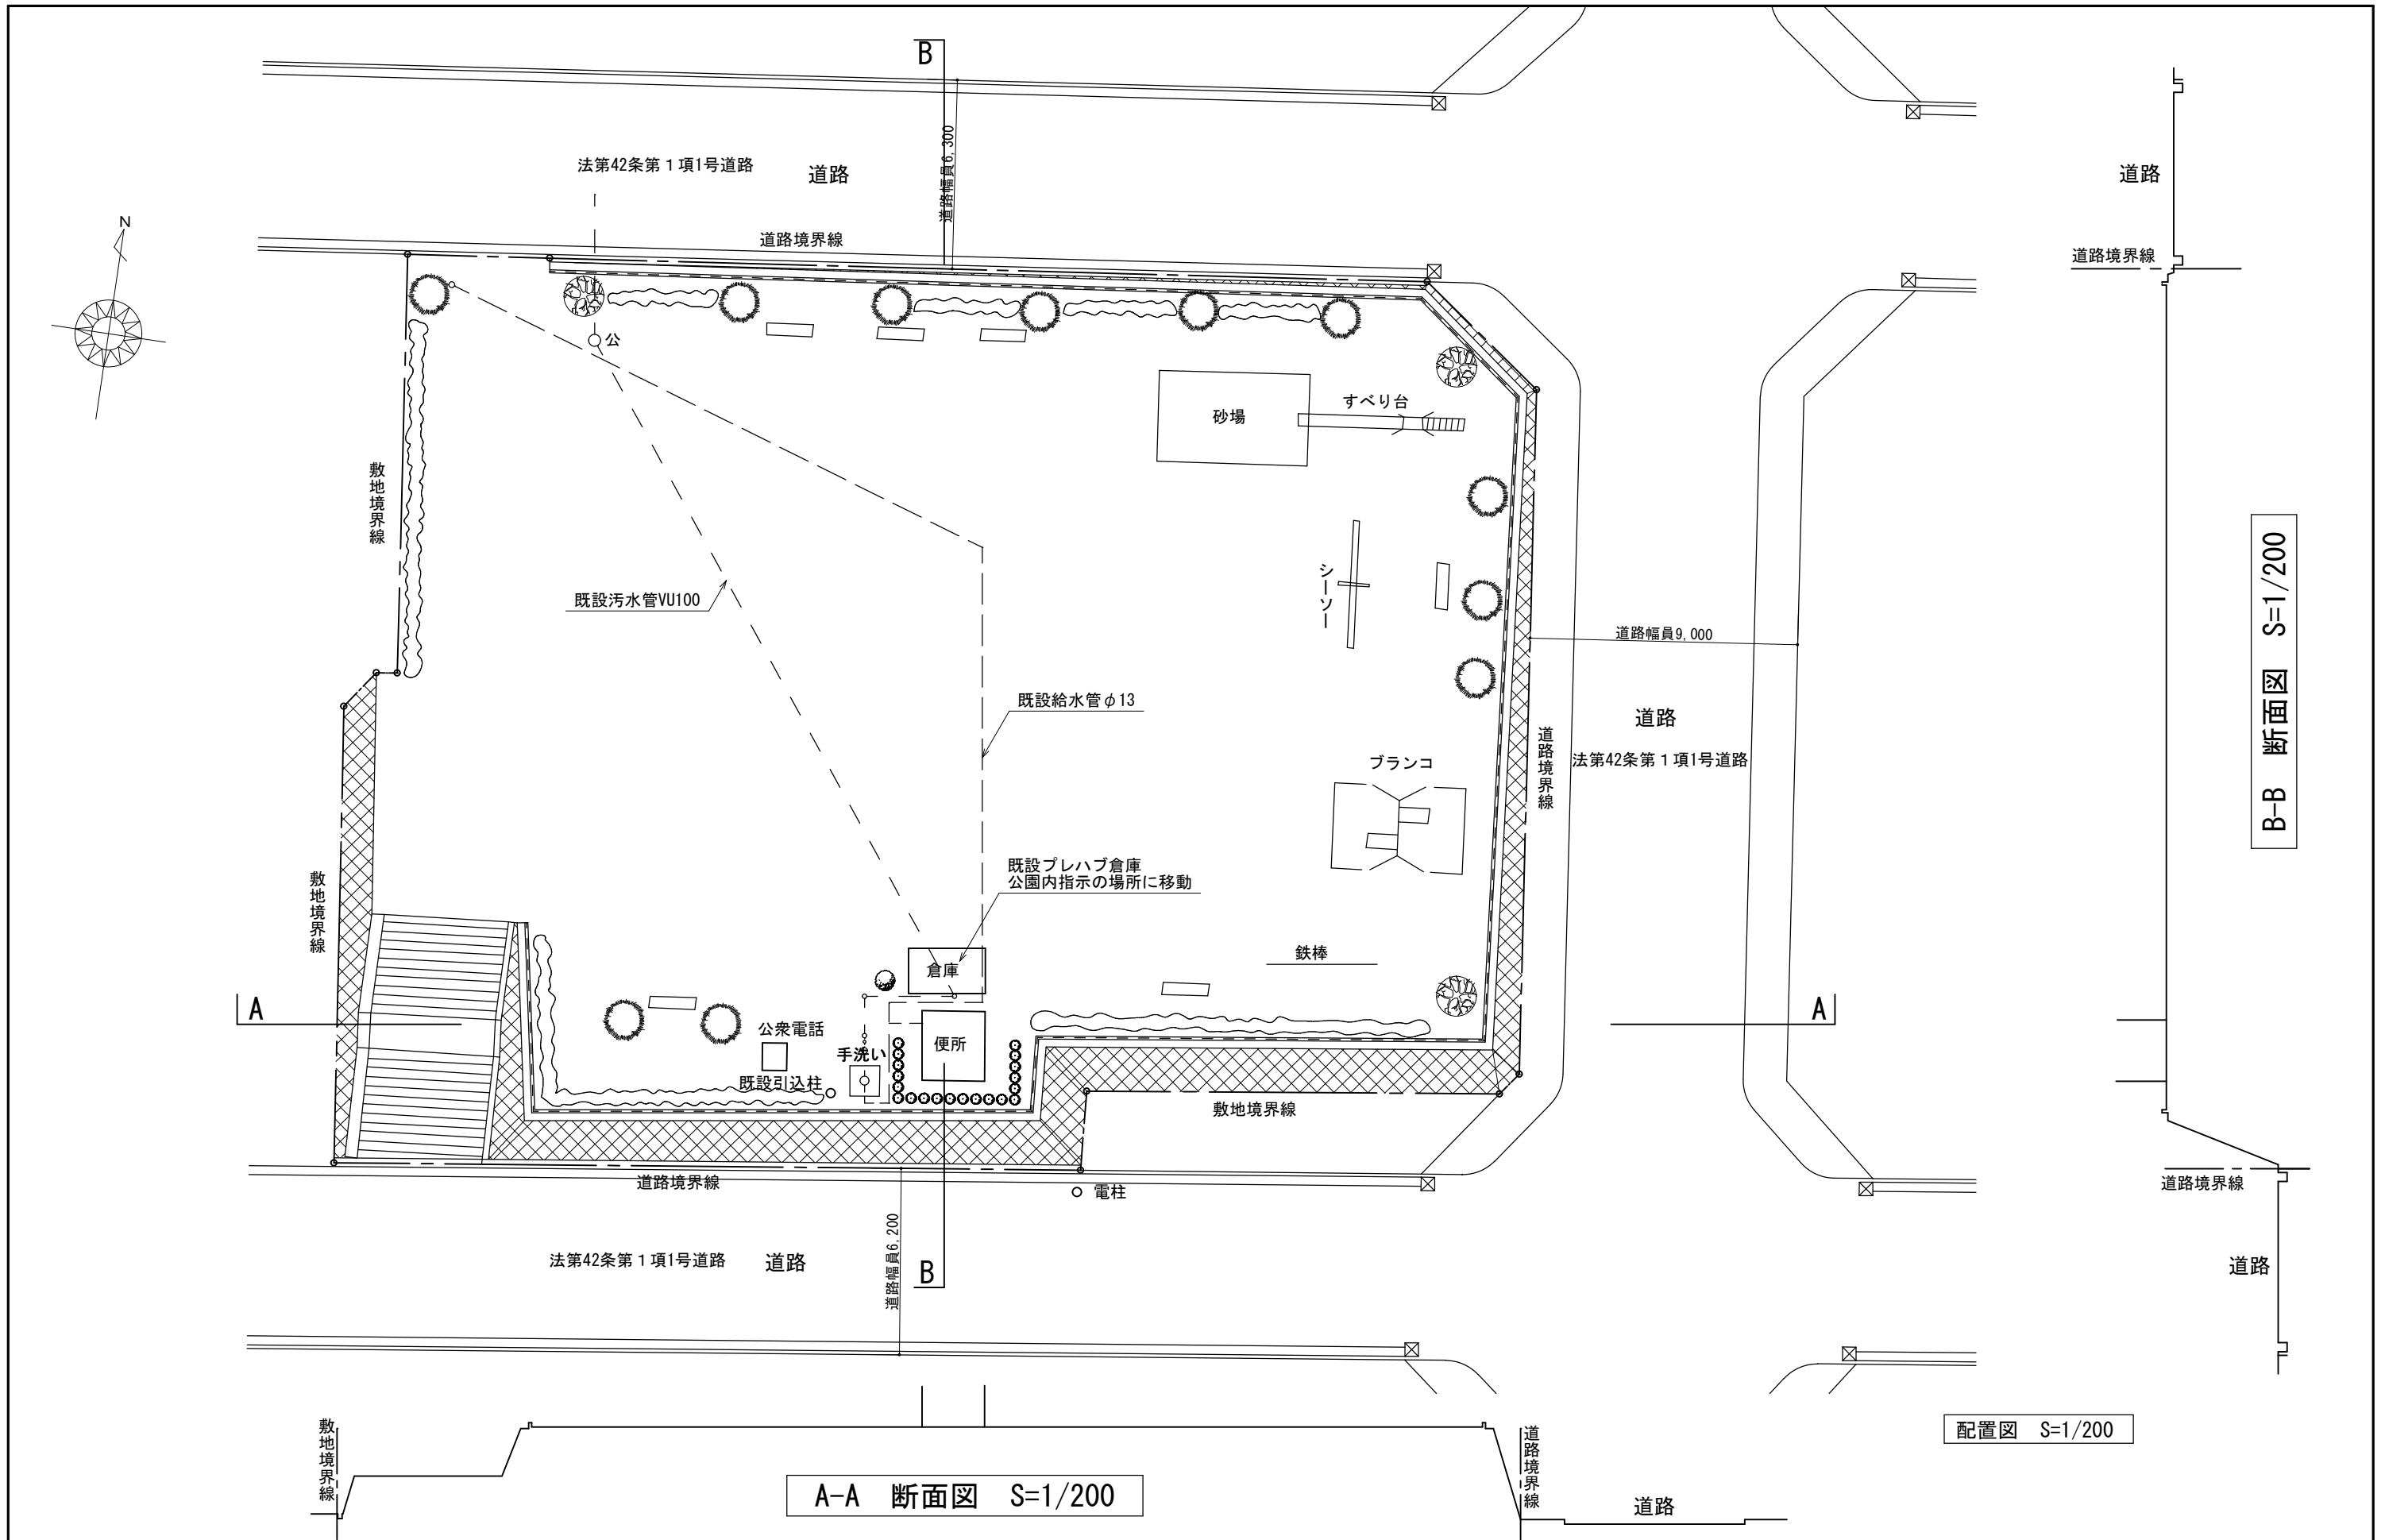 B
道路幅員6,300
法第42条第１項1号道路
道路
道路
N
道路境界線
道路境界線
公
砂場
すべり台
敷地境界線
シーソー
既設汚水管VU100
道路幅員9,000
B-B 断面図 S=1/200
既設給水管φ13
道路
法第42条第１項1号道路
道路境界線
ブランコ
既設プレハブ倉庫
公園内指示の場所に移動
敷地境界線
鉄棒
倉庫
A
A
公衆電話
手洗い
便所
既設引込柱
敷地境界線
道路境界線
電柱
道路境界線
法第42条第１項1号道路
道路
道路幅員6,200
B
道路
敷地境界線
道路境界線
配置図 S=1/200
A-A 断面図 S=1/200
道路